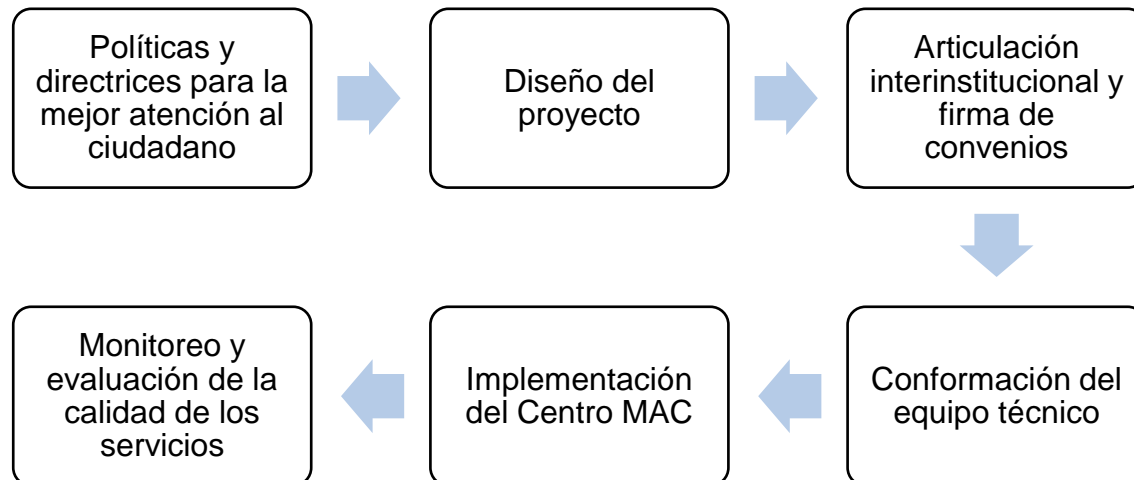 Políticas y
directrices para la
mejor atención al
ciudadano
Diseño del
proyecto
Articulación
interinstitucional y
firma de
convenios
Conformación del
equipo técnico
Implementación
del Centro MAC
Monitoreo y
evaluación de la
calidad de los
servicios